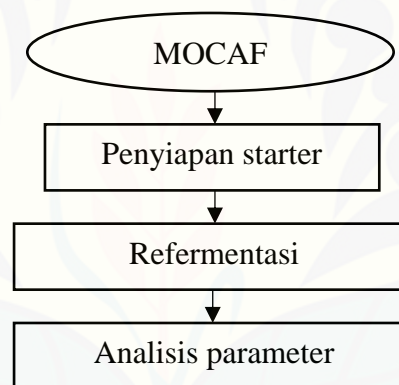 MOCAF
Penyiapan starter
Refermentasi
Analisis parameter